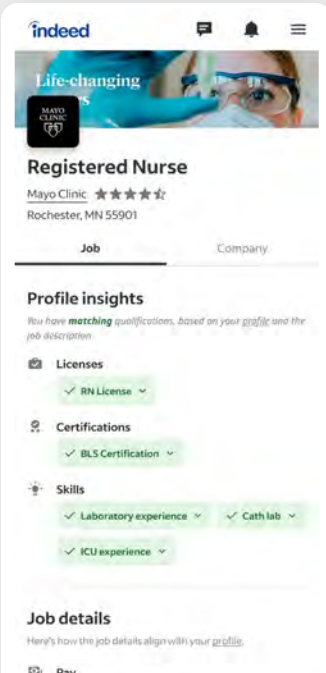 indeed
Life-changing
MAYO
CLINIC
Registered Nurse
Mayo Clinic
Rochester, MN 55901
Job Company
Profile insights
You have matching qualifications, based on your profile and the
job description
Licenses
RN License
Certifications
BLS Certification
Skills
Laboratory experience Cath lab
ICU experience
Job details
Here's how the job details align with your profile.
Pay